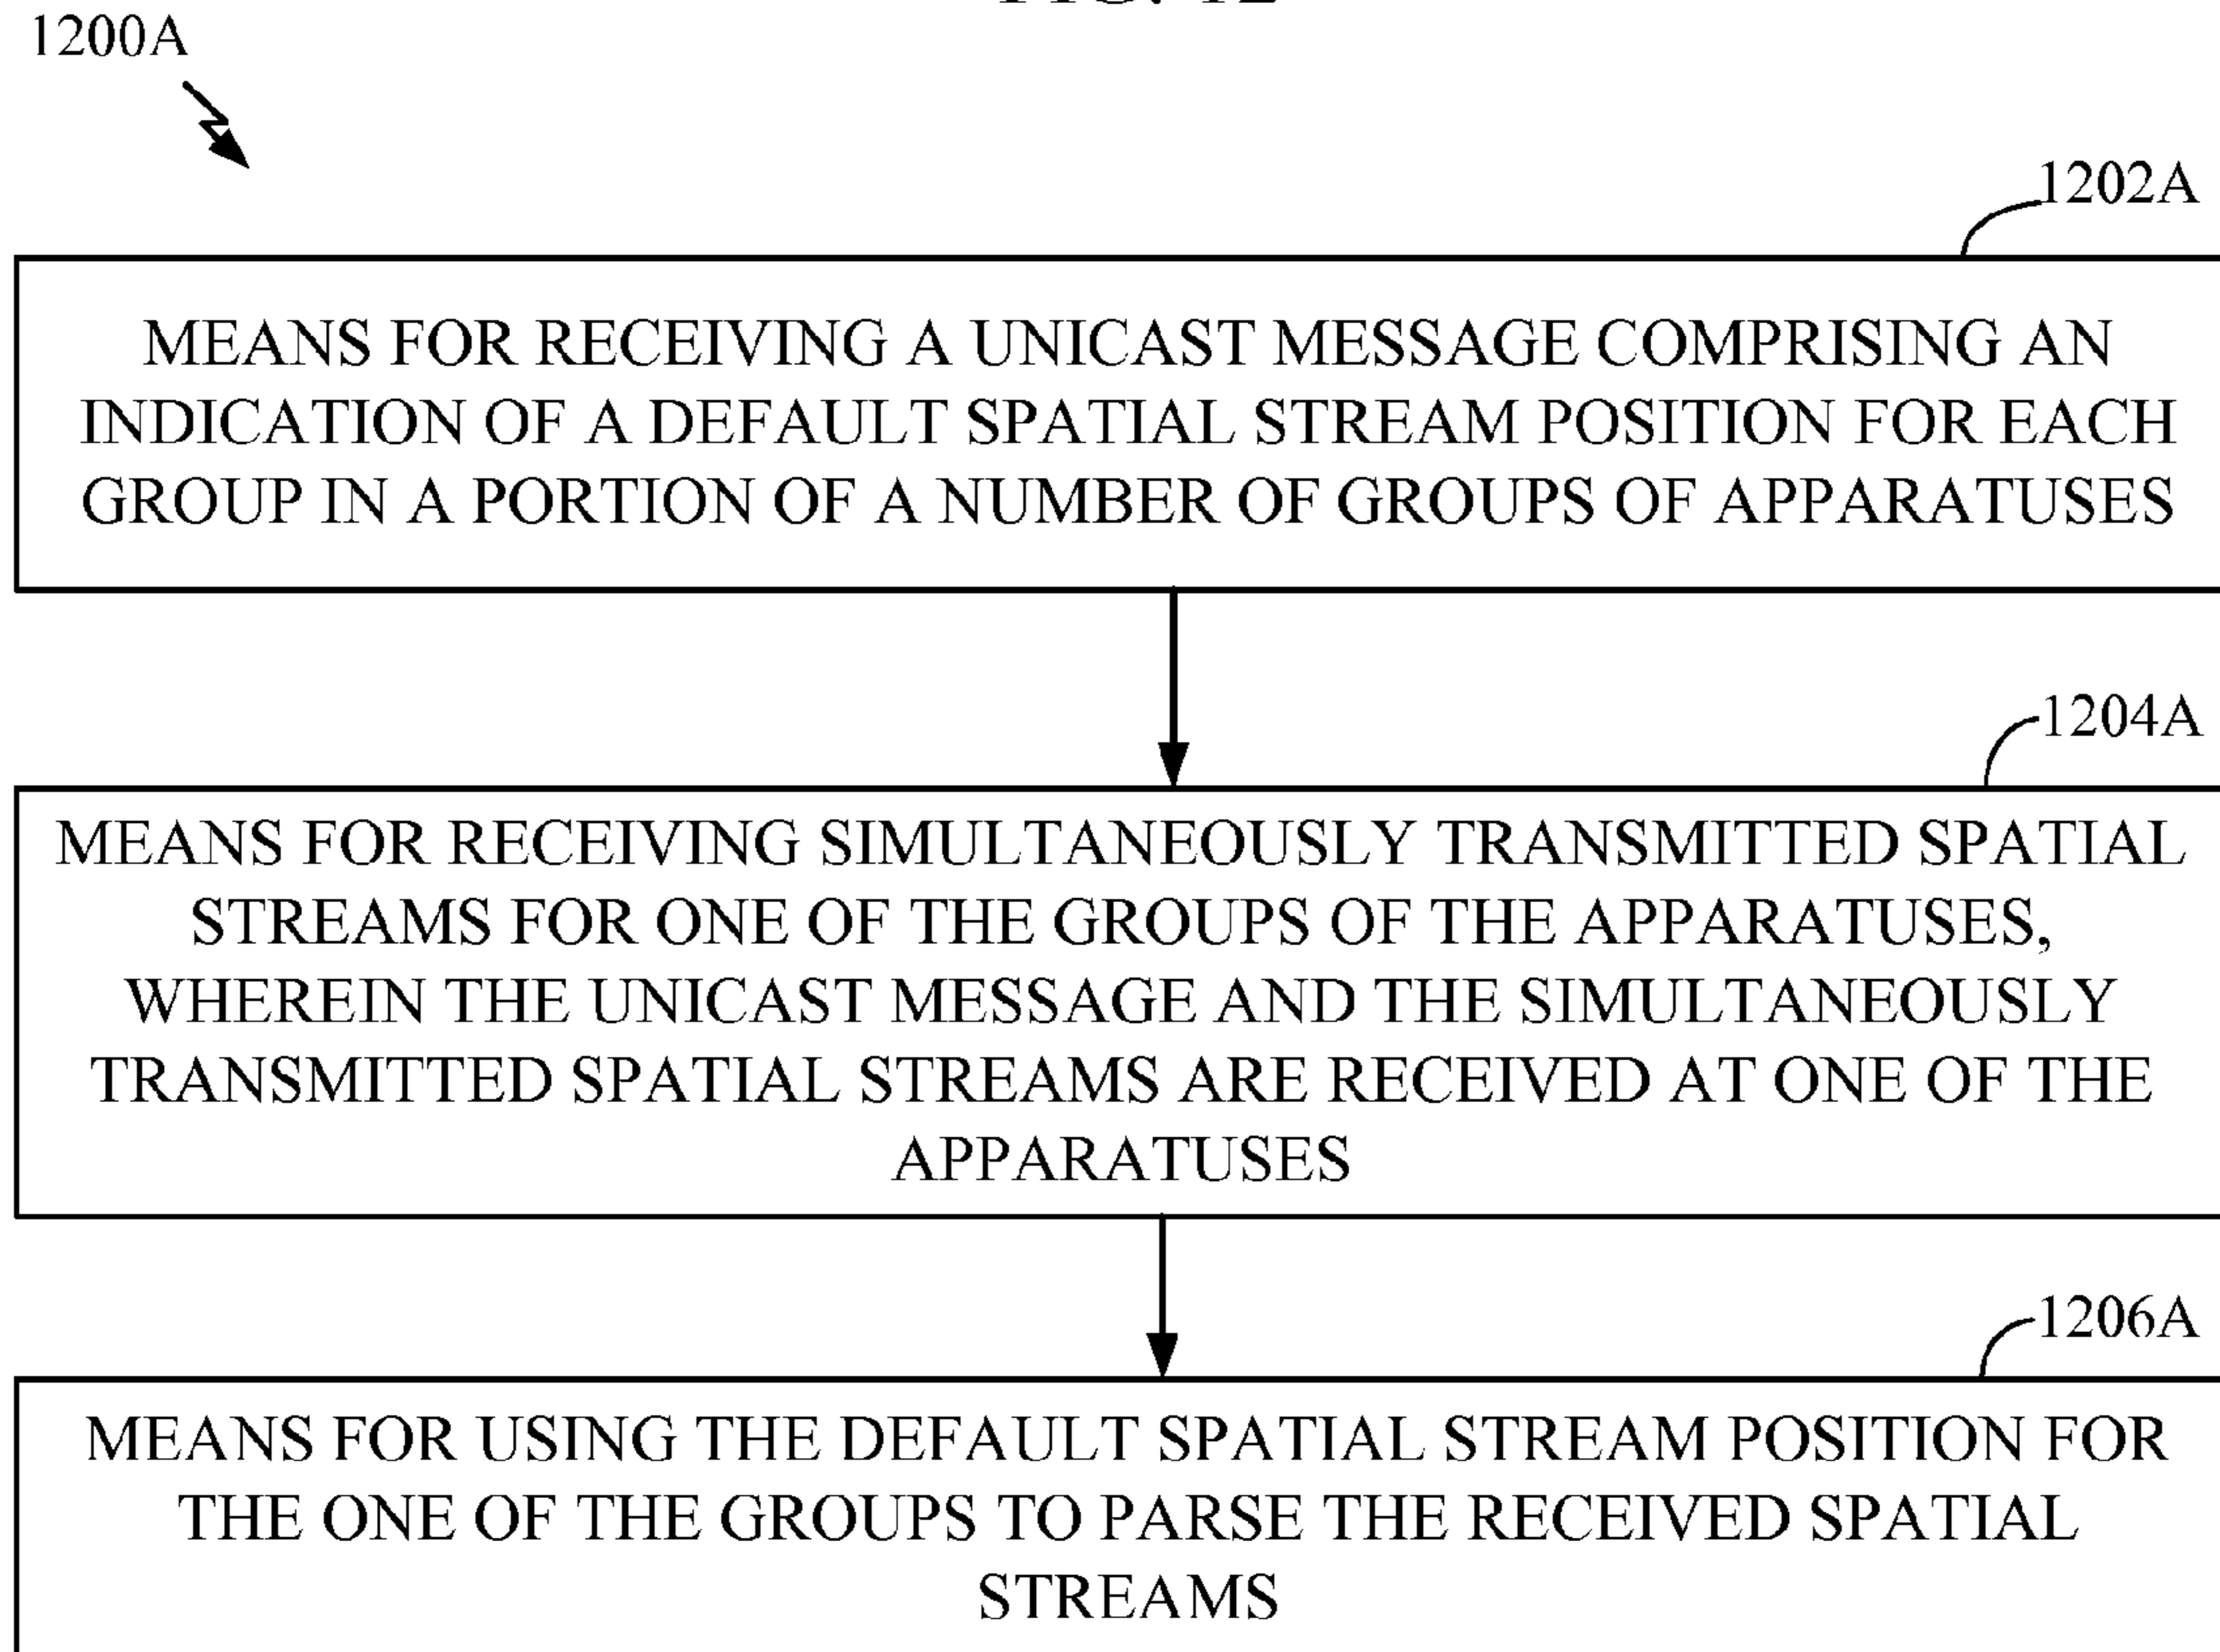 1200A
1202A
MEANS FOR RECEIVING A UNICAST MESSAGE COMPRISING AN
INDICATION OF A DEFAULT SPATIAL STREAM POSITION FOR EACH
GROUP IN A PORTION OF A NUMBER OF GROUPS OF APPARATUSES
1204A
MEANS FOR RECEIVING SIMULTANEOUSLY TRANSMITTED SPATIAL
STREAMS FOR ONE OF THE GROUPS OF THE APPARATUSES,
WHEREIN THE UNICAST MESSAGE AND THE SIMULTANEOUSLY
TRANSMITTED SPATIAL STREAMS ARE RECEIVED AT ONE OF THE
APPARATUSES
1206A
MEANS FOR USING THE DEFAULT SPATIAL STREAM POSITION FOR
THE ONE OF THE GROUPS TO PARSE THE RECEIVED SPATIAL
STREAMS